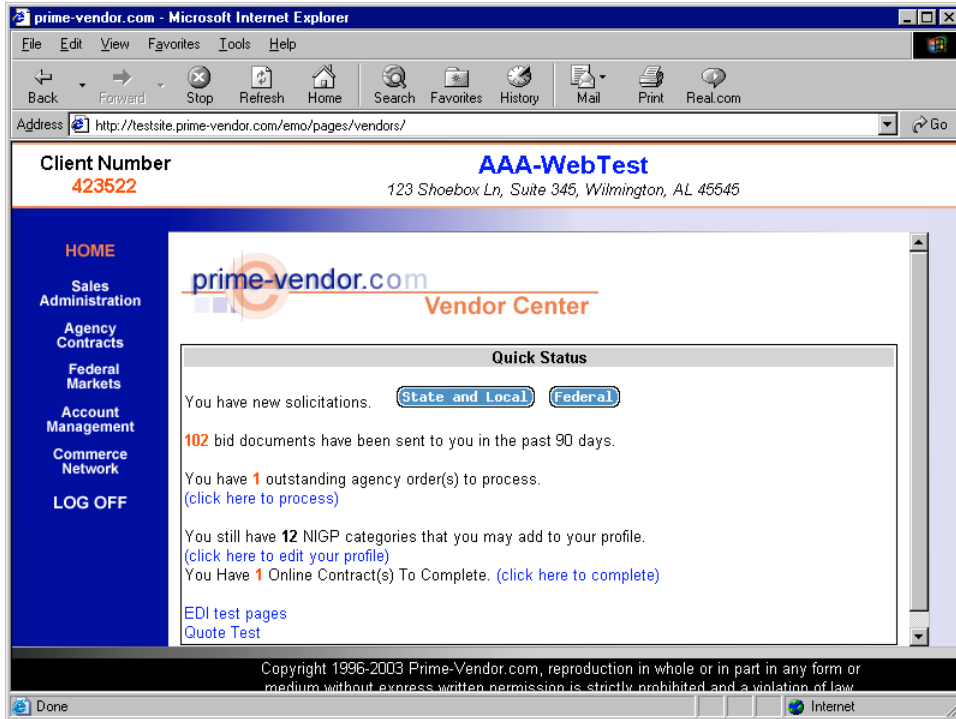 prime-vendor.com - Microsoft Internet Explorer
File Edit View Favorites Tools Help
Back Forward Stop Refresh Home Search Favorites History Mail Print Real.com
Address http://testsite.prime-vendor.com/emo/pages/vendors/ Go
Client Number
423522
AAA-WebTest
123 Shoebox Ln, Suite 345, Wilmington, AL 45545
HOME
Sales
Administration
Agency
Contracts
Federal
Markets
Account
Management
Commerce
Network
LOG OFF
prime-vendor.com
Vendor Center
Quick Status
You have new solicitations. State and Local Federal
102 bid documents have been sent to you in the past 90 days.
You have 1 outstanding agency order(s) to process.
(click here to process)
You still have 12 NIGP categories that you may add to your profile.
(click here to edit your profile)
You Have 1 Online Contract(s) To Complete. (click here to complete)
EDI test pages
Quote Test
Copyright 1996-2003 Prime-Vendor.com, reproduction in whole or in part in any form or
medium without express written permission is strictly prohibited and a violation of law
Done Internet